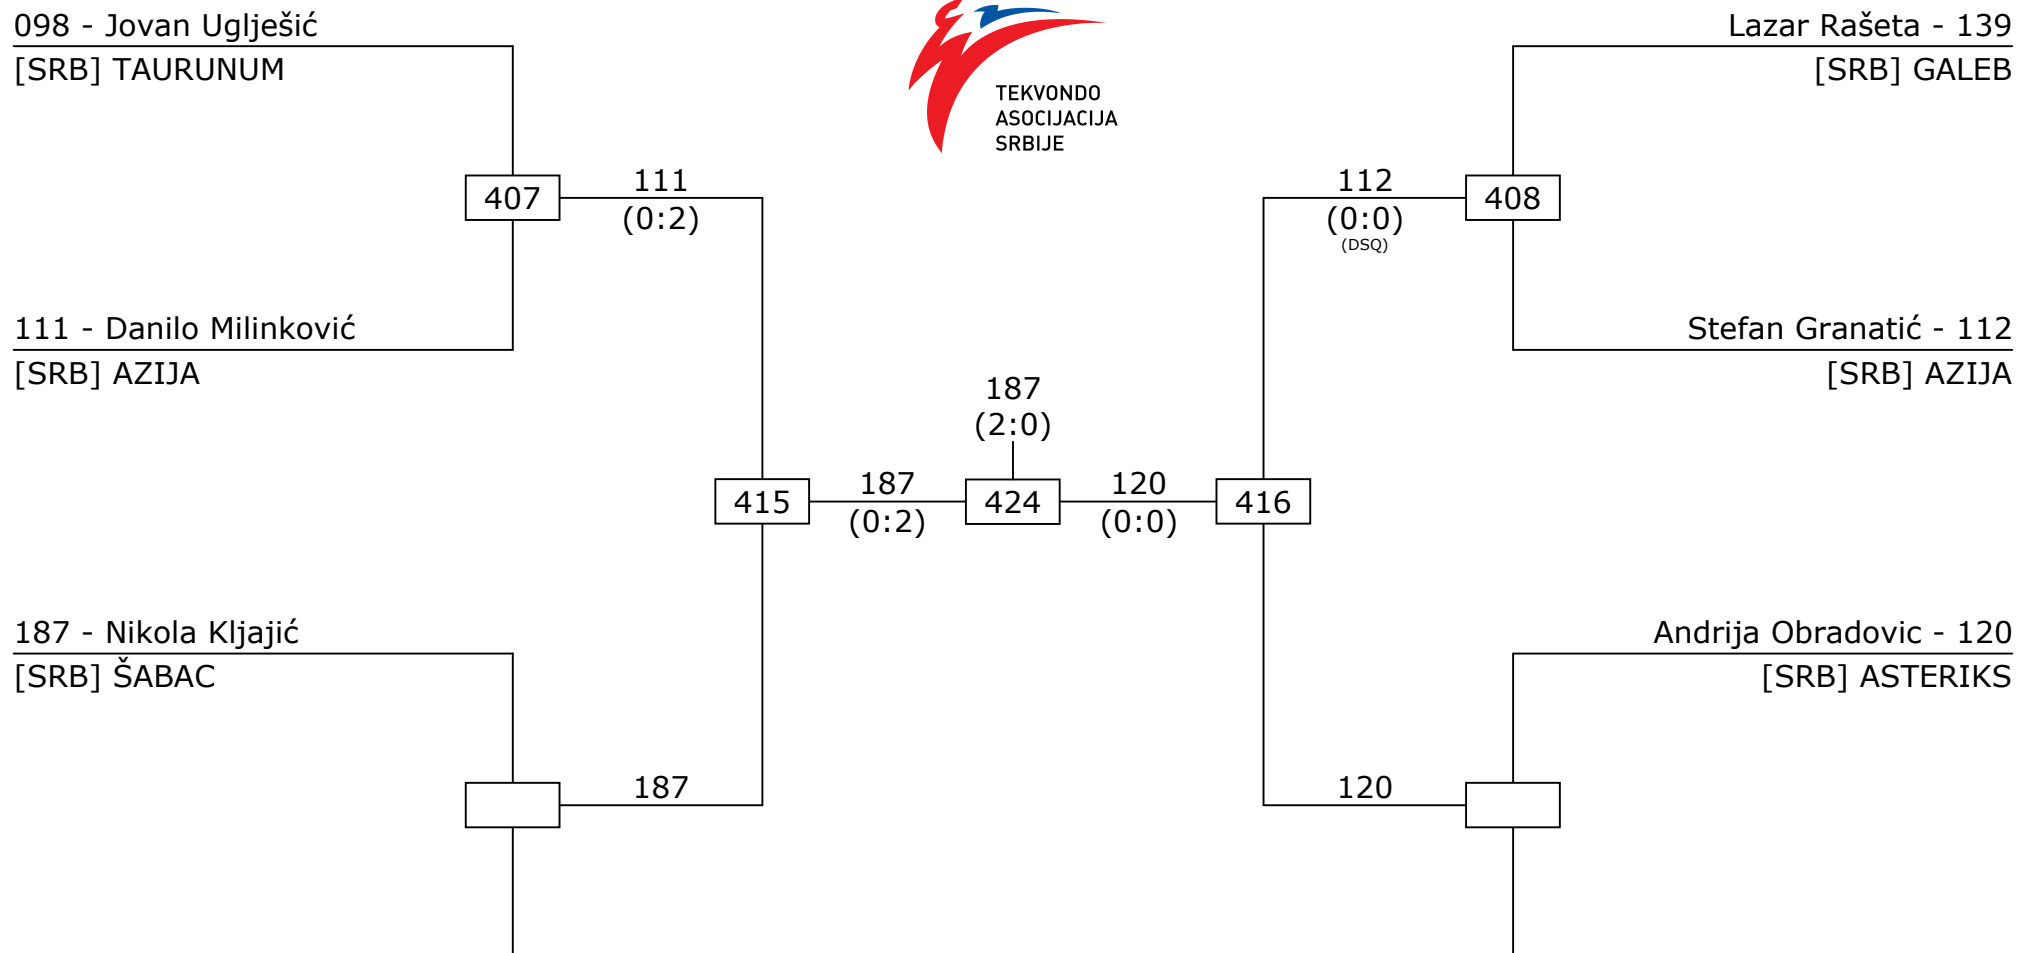 098 - Jovan Uglješić
[SRB] TAURUNUM
Lazar Rašeta - 139
[SRB] GALEB
TEKVONDO
ASOCIJACIJA
SRBIJE
407
111
(0:2)
112
(0:0)
(DSQ)
408
111 - Danilo Milinković
[SRB] AZIJA
Stefan Granatić - 112
[SRB] AZIJA
187
(2:0)
415
187
(0:2)
424
120
(0:0)
416
187 - Nikola Kljajić
[SRB] ŠABAC
Andrija Obradovic - 120
[SRB] ASTERIKS
187
120